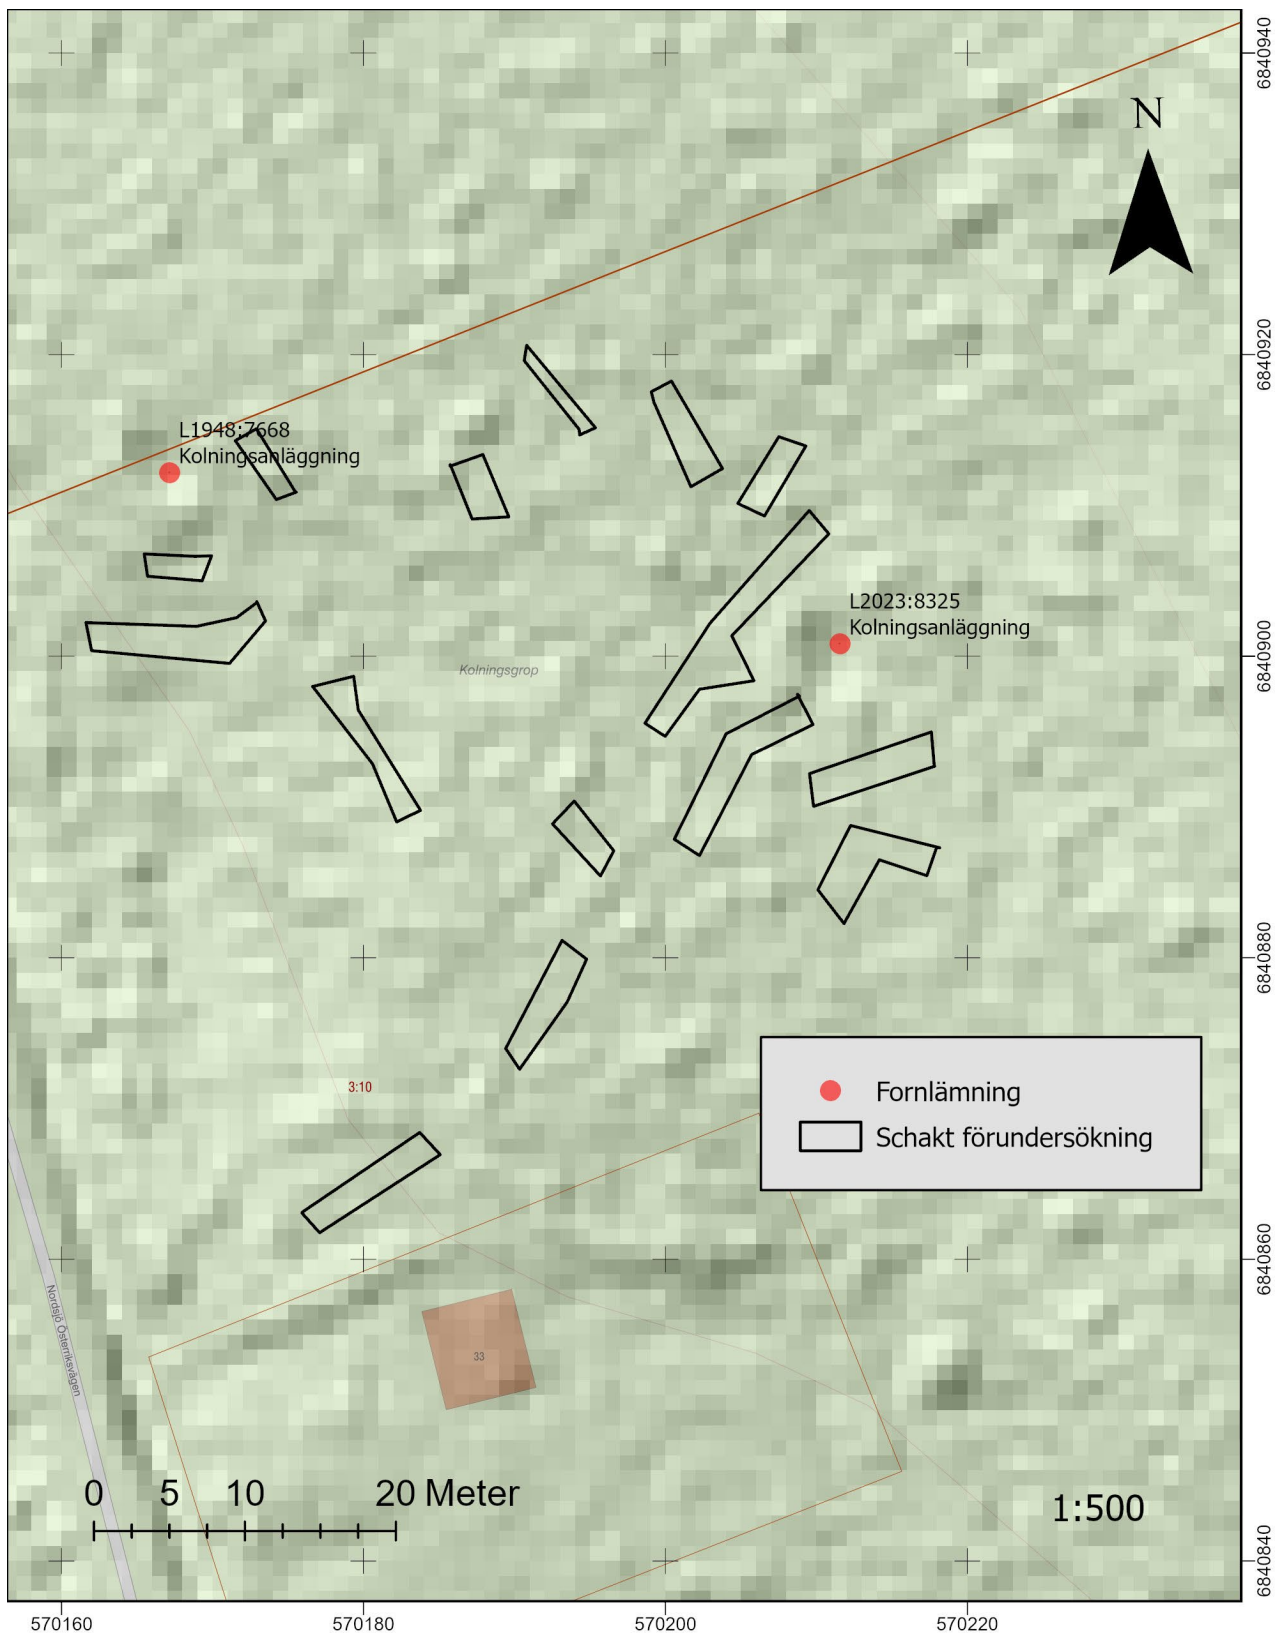 6840940
N
6840920
L1948:7668
Kolningsanläggning
L2023:8325
Kolningsanläggning
6840900
Kolningsgrop
6840880
3:10
Fornlämning
Schakt förundersökning
6840860
Nordsjö Österriksvägen
33
0 5 10 20 Meter
1:500
6840840
570160 570180 570200 570220